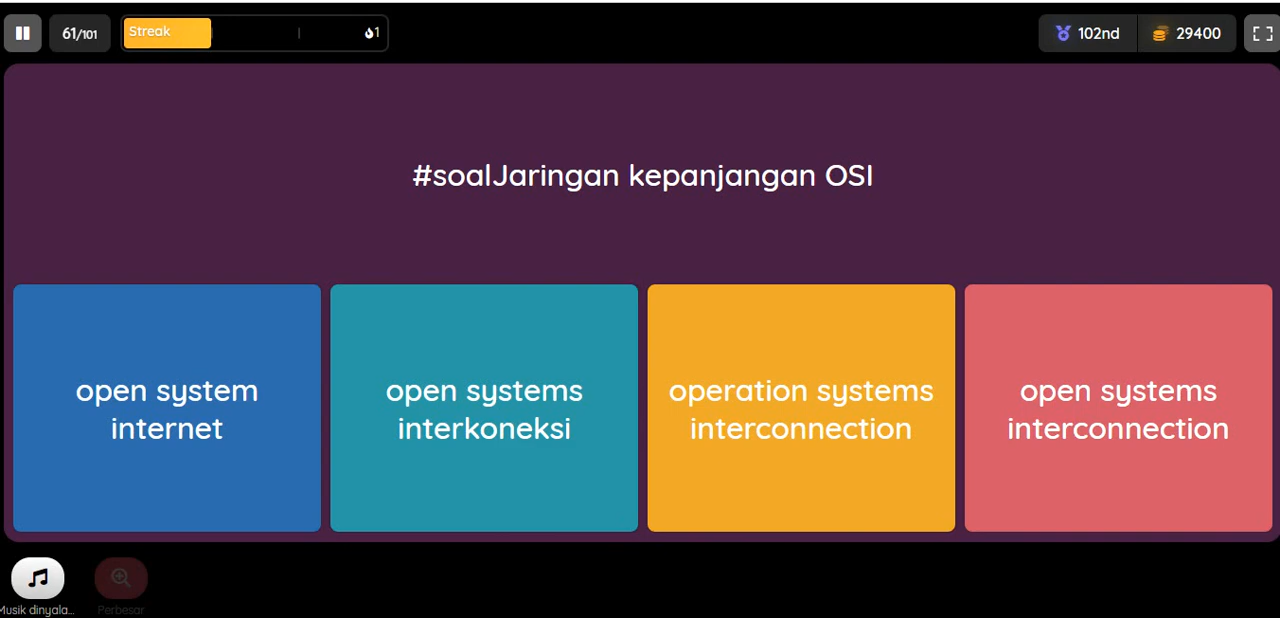 61/101
Streak
1
102nd
29400
#soalJaringan kepanjangan OSI
open system
internet
open systems
interkoneksi
operation systems
interconnection
open systems
interconnection
Musik dinyala...
Perbesar